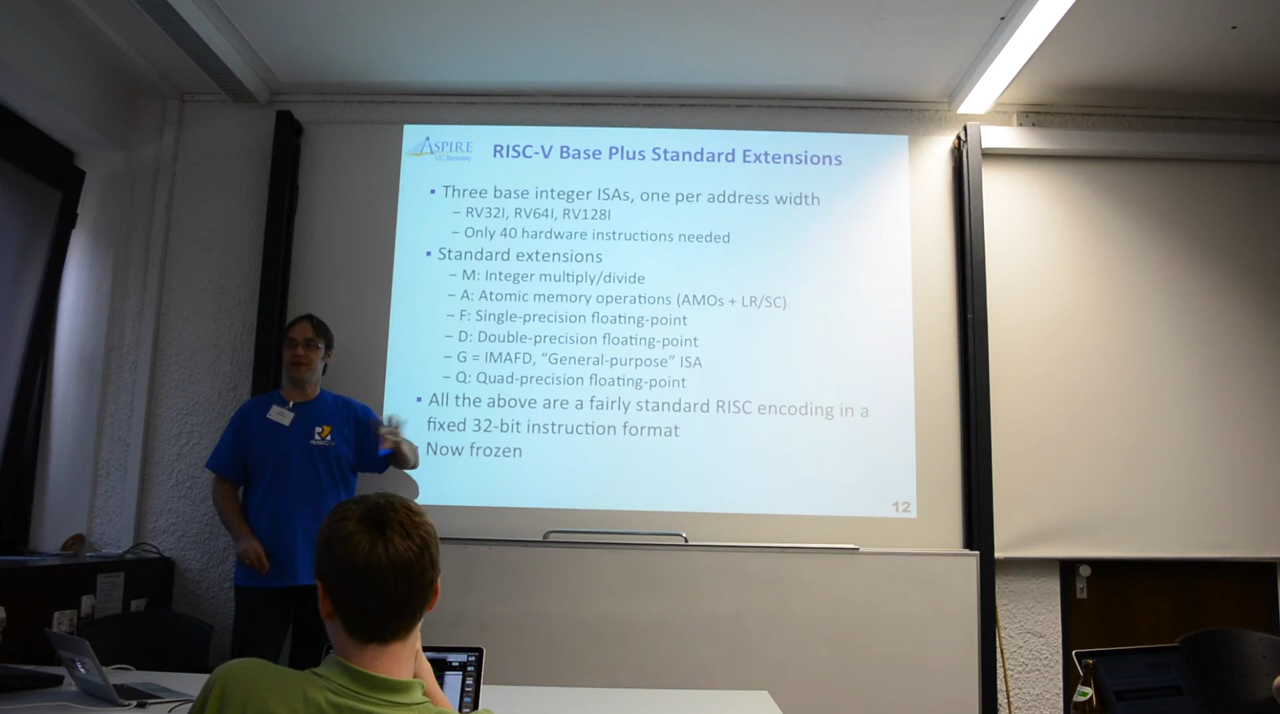 ASPIRE
UC Berkeley
RISC-V Base Plus Standard Extensions
▪ Three base integer ISAs, one per address width
– RV32I, RV64I, RV128I
– Only 40 hardware instructions needed
▪ Standard extensions
– M: Integer multiply/divide
– A: Atomic memory operations (AMOs + LR/SC)
– F: Single-precision floating-point
– D: Double-precision floating-point
– G = IMAFD, “General-purpose” ISA
– Q: Quad-precision floating-point
▪ All the above are a fairly standard RISC encoding in a
fixed 32-bit instruction format
Now frozen
12
RISC-V